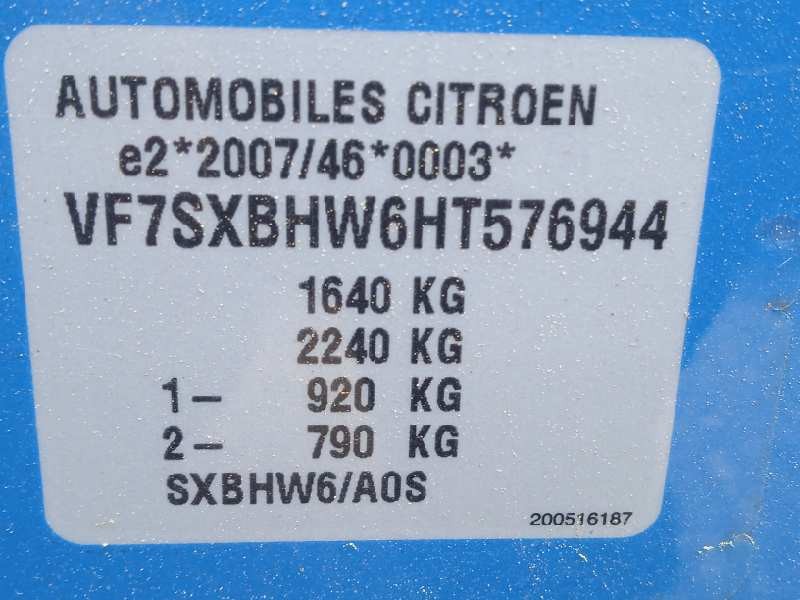 AUTOMOBILES CITROEN
e2*2007/46*0003*
VF7SXBHW6HT576944
1640 KG
2240 KG
1- 920 KG
2- 790 KG
SXBHW6/A0S
200516187